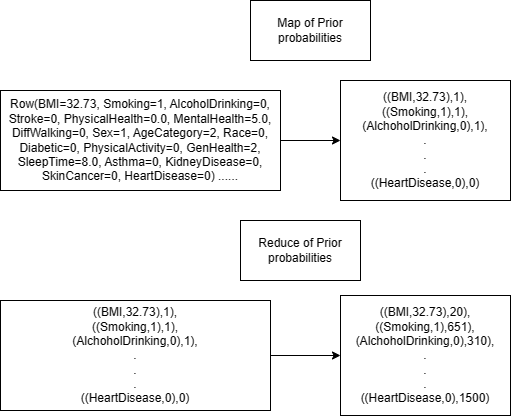 Map of Prior
probabilities
Row(BMI=32.73, Smoking=1, AlcoholDrinking=0,
Stroke=0, PhysicalHealth=0.0, MentalHealth=5.0,
DiffWalking=0, Sex=1, AgeCategory=2, Race=0,
Diabetic=0, PhysicalActivity=0, GenHealth=2,
SleepTime=8.0, Asthma=0, KidneyDisease=0,
SkinCancer=0, HeartDisease=0) ......
((BMI,32.73),1),
((Smoking,1),1),
(AlchoholDrinking,0),1),
.
.
.
((HeartDisease,0),0)
Reduce of Prior
probabilities
((BMI,32.73),1),
((Smoking,1),1),
(AlchoholDrinking,0),1),
.
.
.
((HeartDisease,0),0)
((BMI,32.73),20),
((Smoking,1),651),
(AlchoholDrinking,0),310),
.
.
.
((HeartDisease,0),1500)